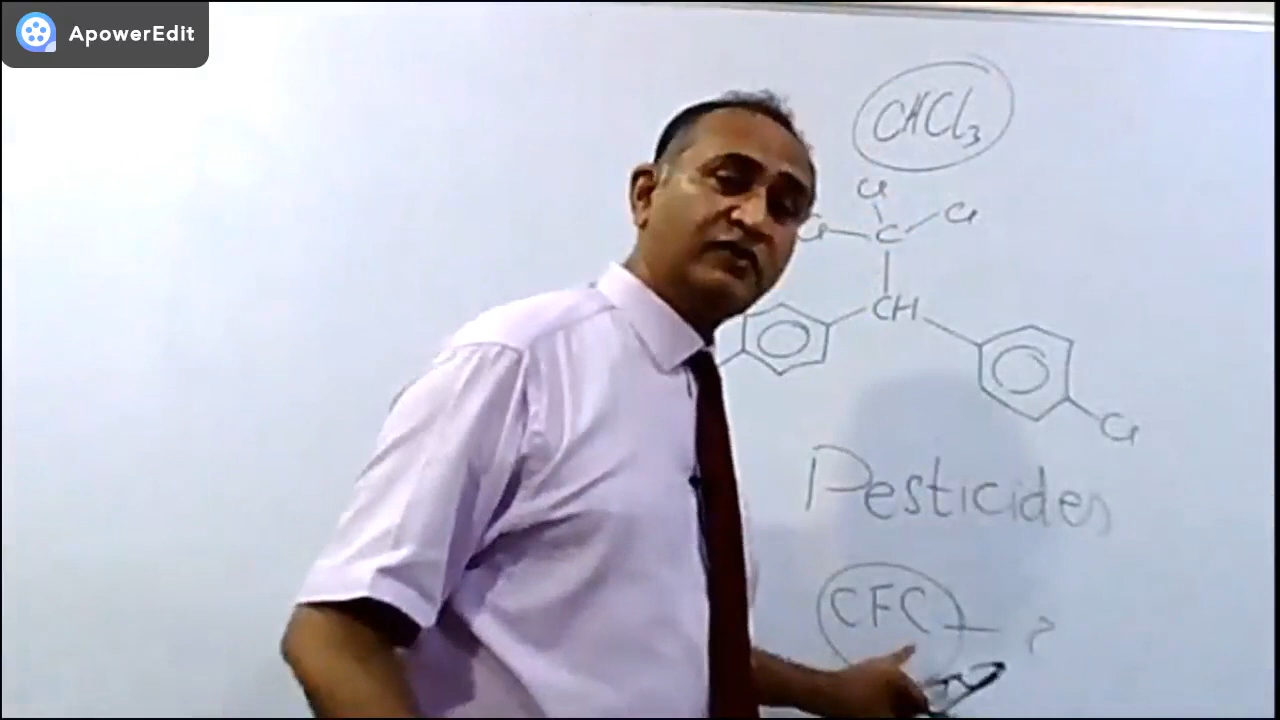 ApowerEdit
CHCl3
Cl
Cl C Cl
CH
Cl
Pesticides
CFC ?